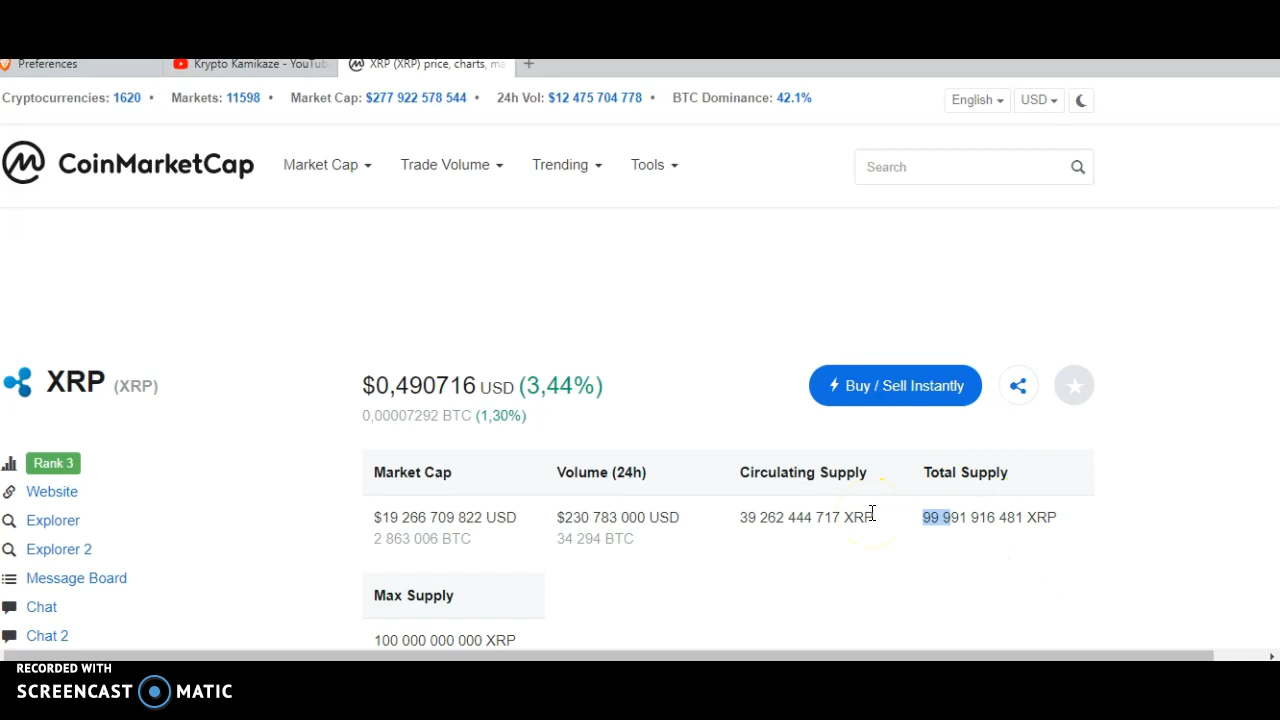 Preferences
Krypto Kamikaze - YouTub
XRP (XRP) price, charts, ma
Cryptocurrencies: 1620 • Markets: 11598 • Market Cap: $277 922 578 544 • 24h Vol: $12 475 704 778 • BTC Dominance: 42.1%
English USD
CoinMarketCap Market Cap Trade Volume Trending Tools Search
XRP (XRP) $0,490716 USD (3,44%) Buy / Sell Instantly
0,00007292 BTC (1,30%)
Rank 3
Website
Explorer
Explorer 2
Message Board
Chat
Chat 2
Market Cap Volume (24h) Circulating Supply Total Supply
$19 266 709 822 USD $230 783 000 USD 39 262 444 717 XRP 99 991 916 481 XRP
2 863 006 BTC 34 294 BTC
Max Supply
100 000 000 000 XRP
RECORDED WITH
SCREENCAST MATIC